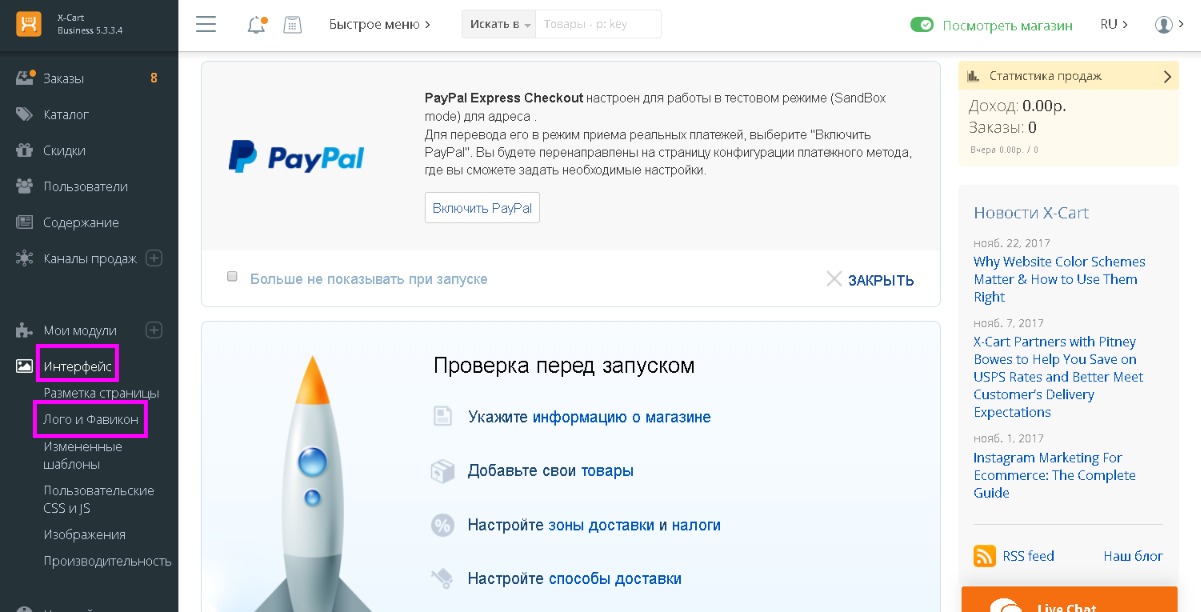 X-Cart
Business 5.3.3.4
Быстрое меню
Искать в
Товары - p: key
Посмотреть магазин
RU
Заказы
8
Каталог
Скидки
Пользователи
Содержание
Каналы продаж
Мои модули
Интерфейс
Разметка страницы
Лого и Фавикон
Измененные
шаблоны
Пользовательские
CSS и JS
Изображения
Производительность
PayPal
PayPal Express Checkout настроен для работы в тестовом режиме (SandBox
mode) для адреса .
Для перевода его в режим приема реальных платежей, выберите "Включить
PayPal". Вы будете перенаправлены на страницу конфигурации платежного метода,
где вы сможете задать необходимые настройки.
Включить PayPal
Больше не показывать при запуске
ЗАКРЫТЬ
Проверка перед запуском
Укажите информацию о магазине
Добавьте свои товары
Настройте зоны доставки и налоги
Настройте способы доставки
Статистика продаж
Доход: 0.00р.
Заказы: 0
Вчера 0.00р. / 0
Новости X-Cart
нояб. 22, 2017
Why Website Color Schemes
Matter & How to Use Them
Right
нояб. 7, 2017
X-Cart Partners with Pitney
Bowes to Help You Save on
USPS Rates and Better Meet
Customer's Delivery
Expectations
нояб. 1, 2017
Instagram Marketing For
Ecommerce: The Complete
Guide
RSS feed
Наш блог
Live Chat